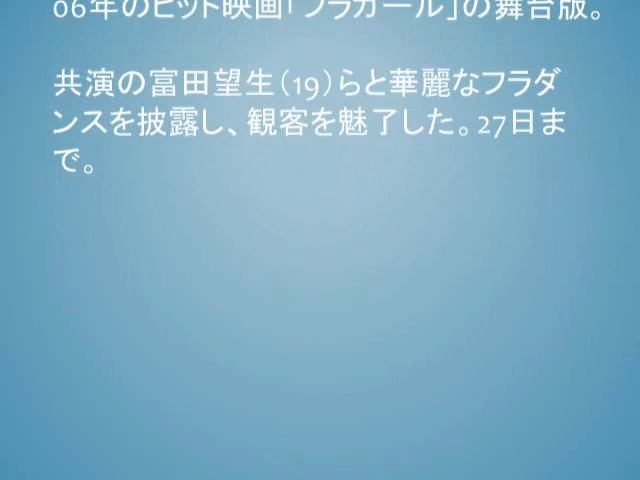 06年のヒット映画「フラガール」の舞台版。
共演の富田望生（19）らと華麗なフラダ
ンスを披露し、観客を魅了した。27日ま
で。